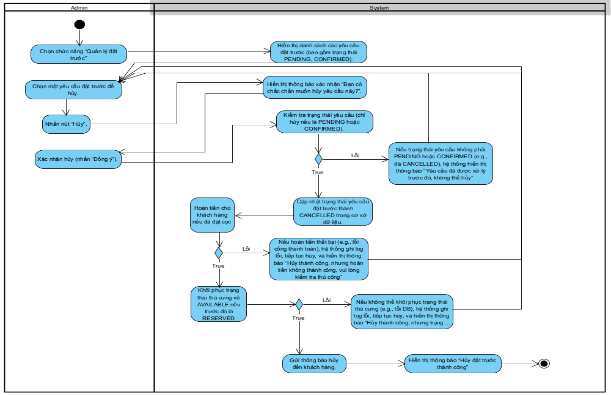 Admin
System
Chọn chức năng "Quản lý đặt
trước"
Hiển thị danh sách các yêu cầu
đặt trước (bao gồm trạng thái
PENDING, CONFIRMED).
Chọn một yêu cầu đặt trước để
hủy.
Hiển thị thông báo xác nhận "Bạn có
chắc chắn muốn hủy yêu cầu này?".
Nhấn nút "Hủy".
Kiểm tra trạng thái yêu cầu (chỉ
hủy nếu là PENDING hoặc
CONFIRMED).
Xác nhận hủy (nhấn "Đồng ý").
Lỗi
Nếu trạng thái yêu cầu không phải
PENDING hoặc CONFIRMED (e.g.,
đã CANCELLED), hệ thống hiển thị
thông báo "Yêu cầu đã được xử lý
trước đó, không thể hủy"
True
Cập nhật trạng thái yêu cầu
đặt trước thành
CANCELLED trong cơ sở
dữ liệu.
Hoàn tiền cho
khách hàng
nếu đã đặt cọc
Lỗi
Nếu hoàn tiền thất bại (e.g., lỗi
cổng thanh toán), hệ thống ghi log
lỗi, tiếp tục hủy, và hiển thị thông
báo "Hủy thành công, nhưng hoàn
tiền không thành công, vui lòng
kiểm tra thủ công"
True
Khôi phục trạng
thái thú cưng về
AVAILABLE nếu
trước đó là
RESERVED
Lỗi
Nếu không thể khôi phục trạng thái
thú cưng (e.g., lỗi DB), hệ thống ghi
log lỗi, tiếp tục hủy, và hiển thị thông
báo "Hủy thành công, nhưng trạng...
True
Gửi thông báo hủy
đến khách hàng.
Hiển thị thông báo "Hủy đặt trước
thành công"